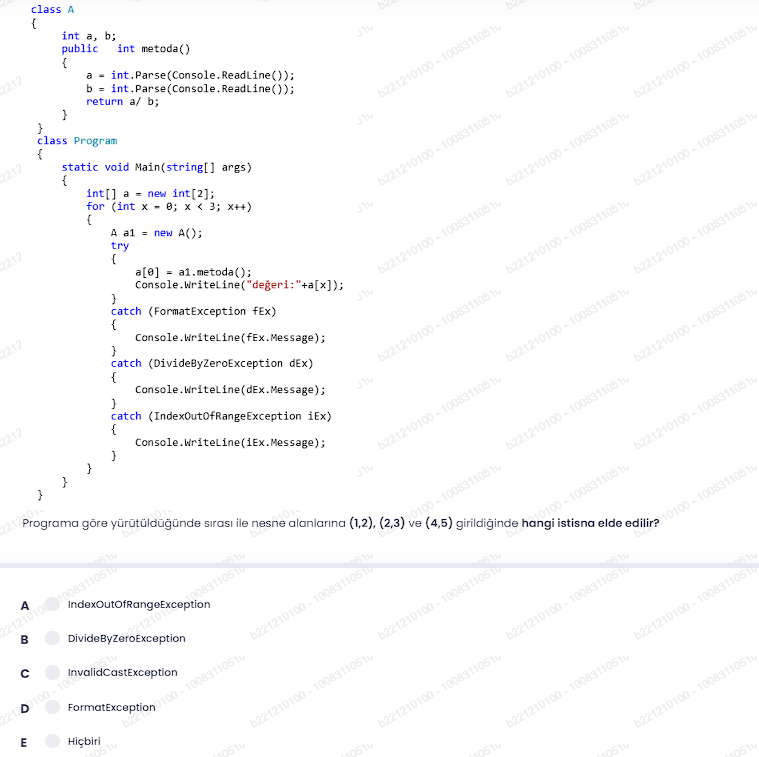 class A
{
int a, b;
public   int metoda()
{
a = int.Parse(Console.ReadLine());
b = int.Parse(Console.ReadLine());
return a/ b;
}
}
class Program
{
static void Main(string[] args)
{
int[] a = new int[2];
for (int x = 0; x < 3; x++)
{
A a1 = new A();
try
{
a[0] = a1.metoda();
Console.WriteLine("değeri:"+a[x]);
}
catch (FormatException fEx)
{
Console.WriteLine(fEx.Message);
}
catch (DivideByZeroException dEx)
{
Console.WriteLine(dEx.Message);
}
catch (IndexOutOfRangeException iEx)
{
Console.WriteLine(iEx.Message);
}
}
}
}
Programa göre yürütüldüğünde sırası ile nesne alanlarına (1,2), (2,3) ve (4,5) girildiğinde hangi istisna elde edilir?
A IndexOutOfRangeException
B DivideByZeroException
C InvalidCastException
D FormatException
E Hiçbiri